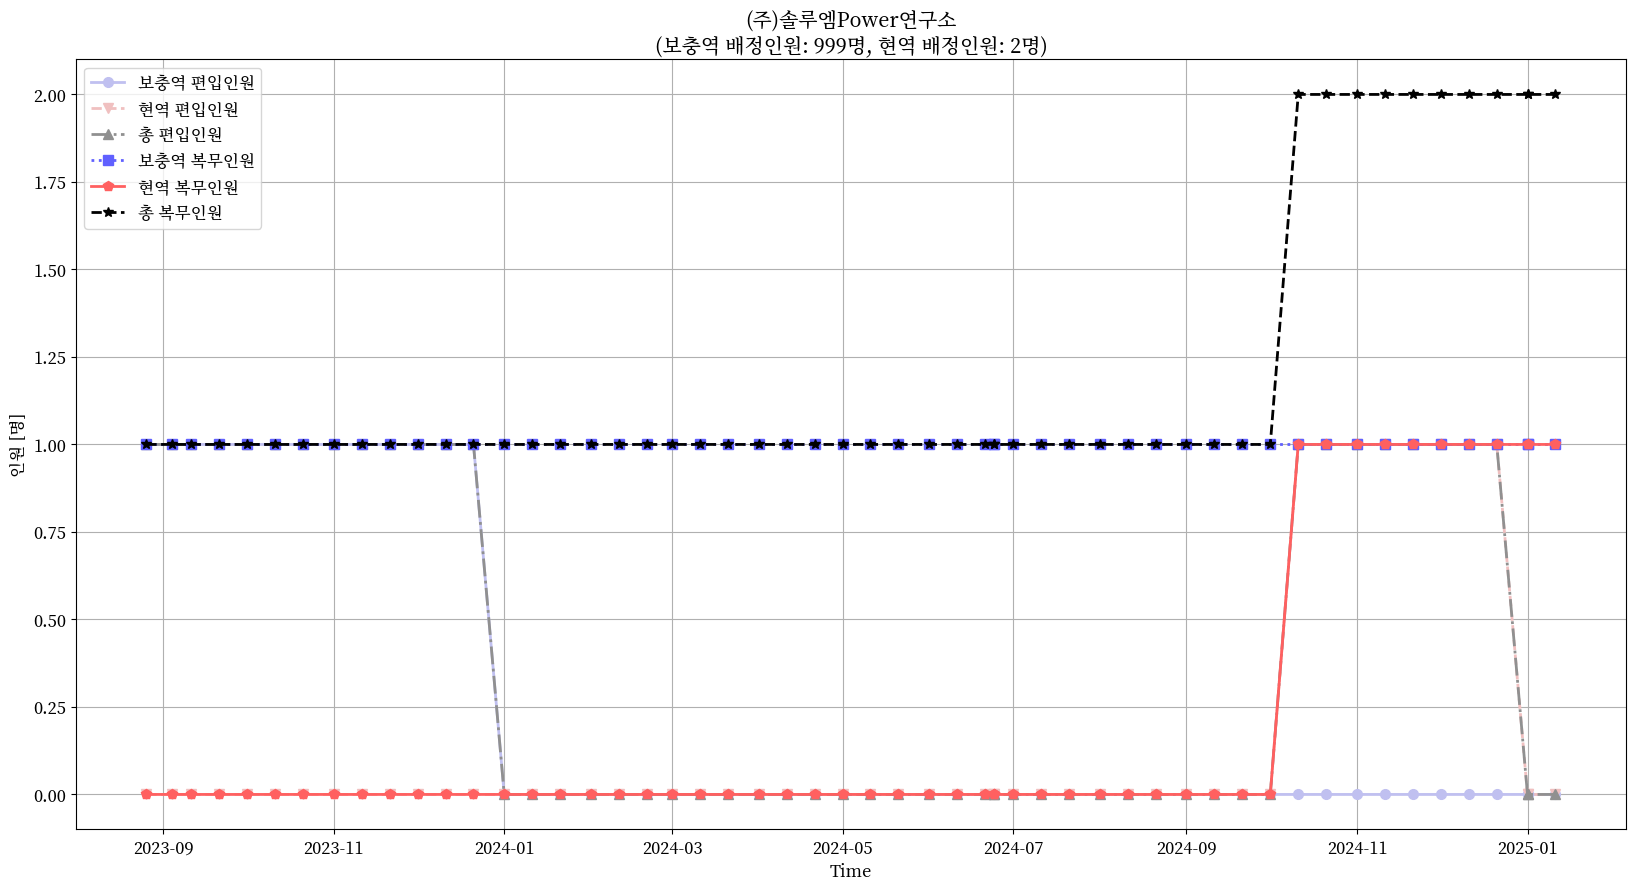 (주)솔루엠Power연구소
(보충역 배정인원: 999명, 현역 배정인원: 2명)
보충역 편입인원
현역 편입인원
총 편입인원
보충역 복무인원
현역 복무인원
총 복무인원
인원 [명]
2.00
1.75
1.50
1.25
1.00
0.75
0.50
0.25
0.00
2023-09 2023-11 2024-01 2024-03 2024-05 2024-07 2024-09 2024-11 2025-01
Time